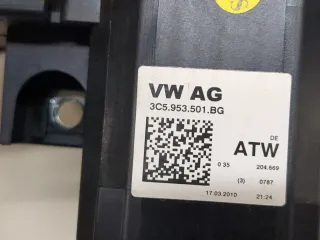 VW AG
3C5.953.501.BG
DE
ATW
0 35 204.669
(3) 0787
17.03.2010 21:24